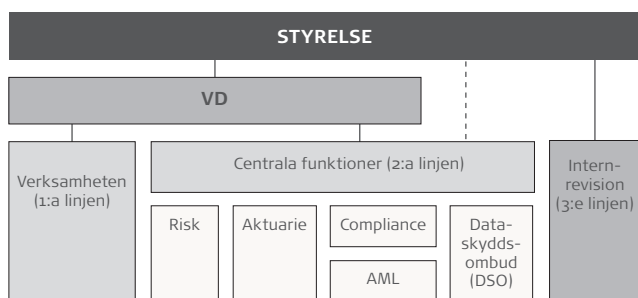 STYRELSE
VD
Verksamheten
(1:a linjen)
Centrala funktioner (2:a linjen)
Intern-
revision
(3:e linjen)
Risk
Aktuarie
Compliance
AML
Data-
skydds-
ombud
(DSO)